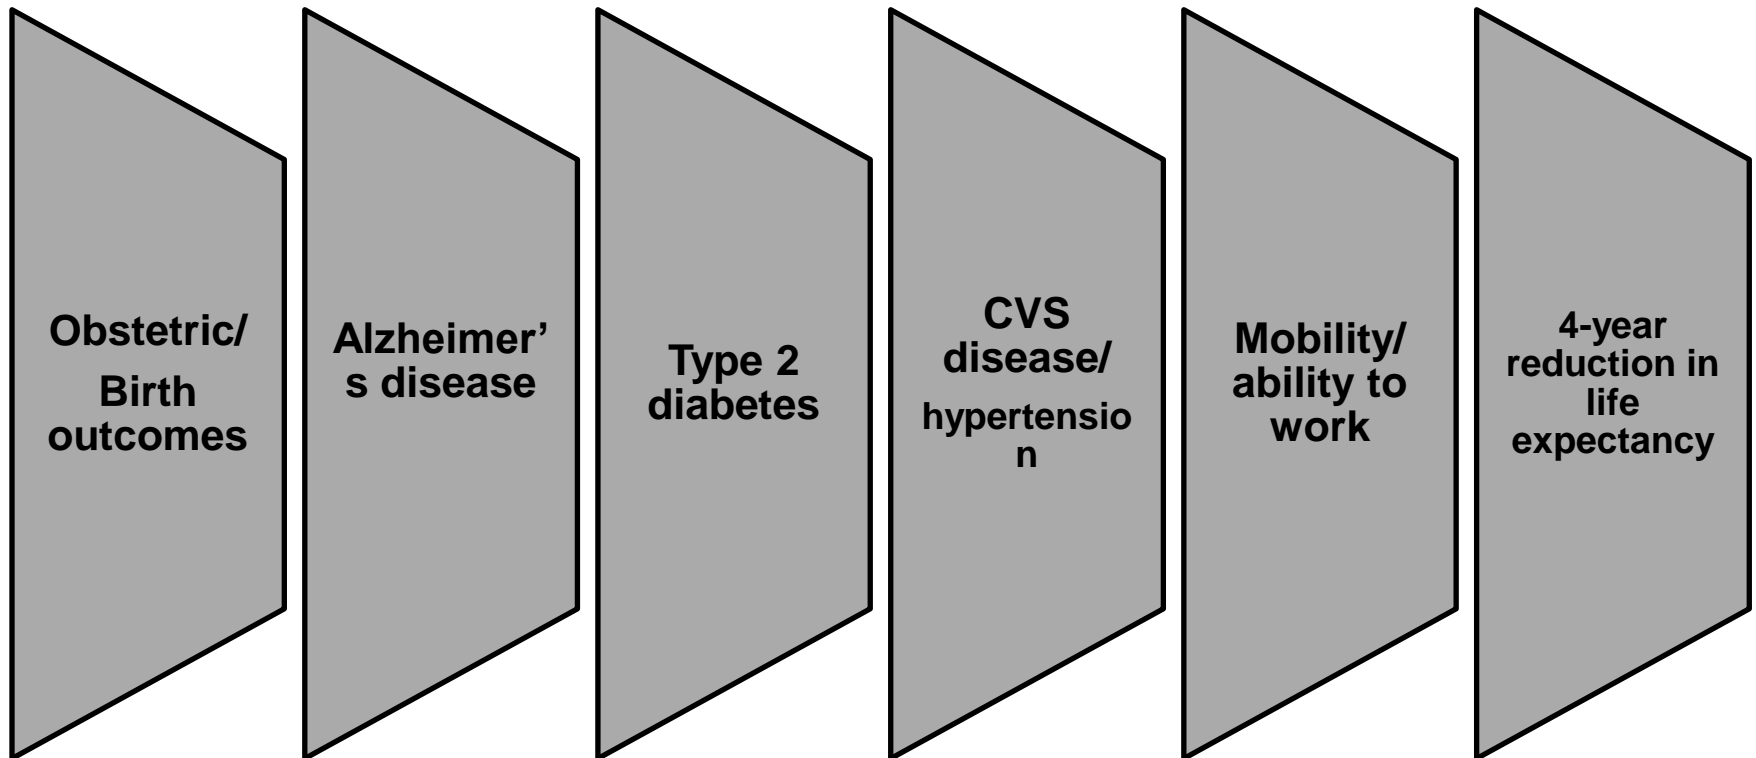 Obstetric/
Birth
outcomes
Alzheimer’
s disease
Type 2
diabetes
CVS
disease/
hypertensio
n
Mobility/
ability to
work
4-year
reduction in
life
expectancy